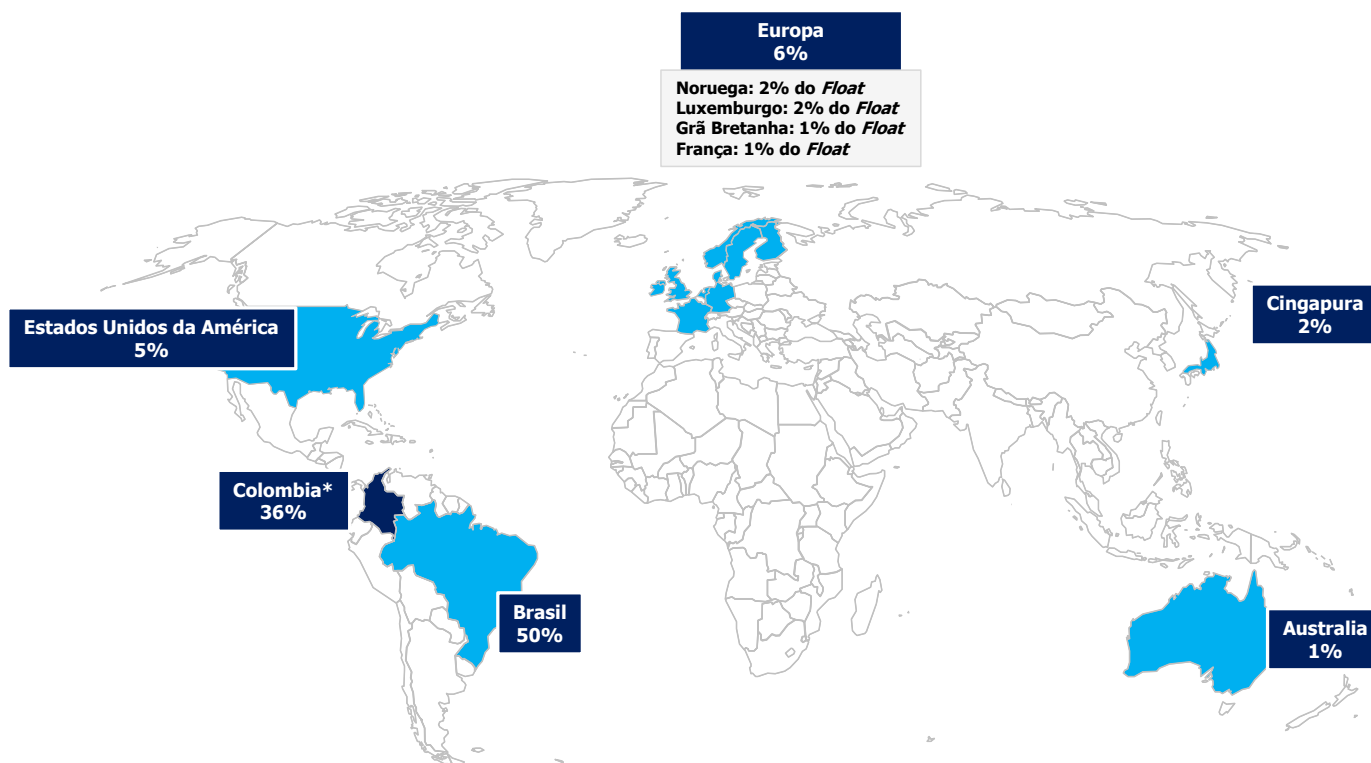 Europa
6%
Noruega: 2% do Float
Luxemburgo: 2% do Float
Grã Bretanha: 1% do Float
França: 1% do Float
Estados Unidos da América
5%
Cingapura
2%
Colombia*
36%
Brasil
50%
Australia
1%